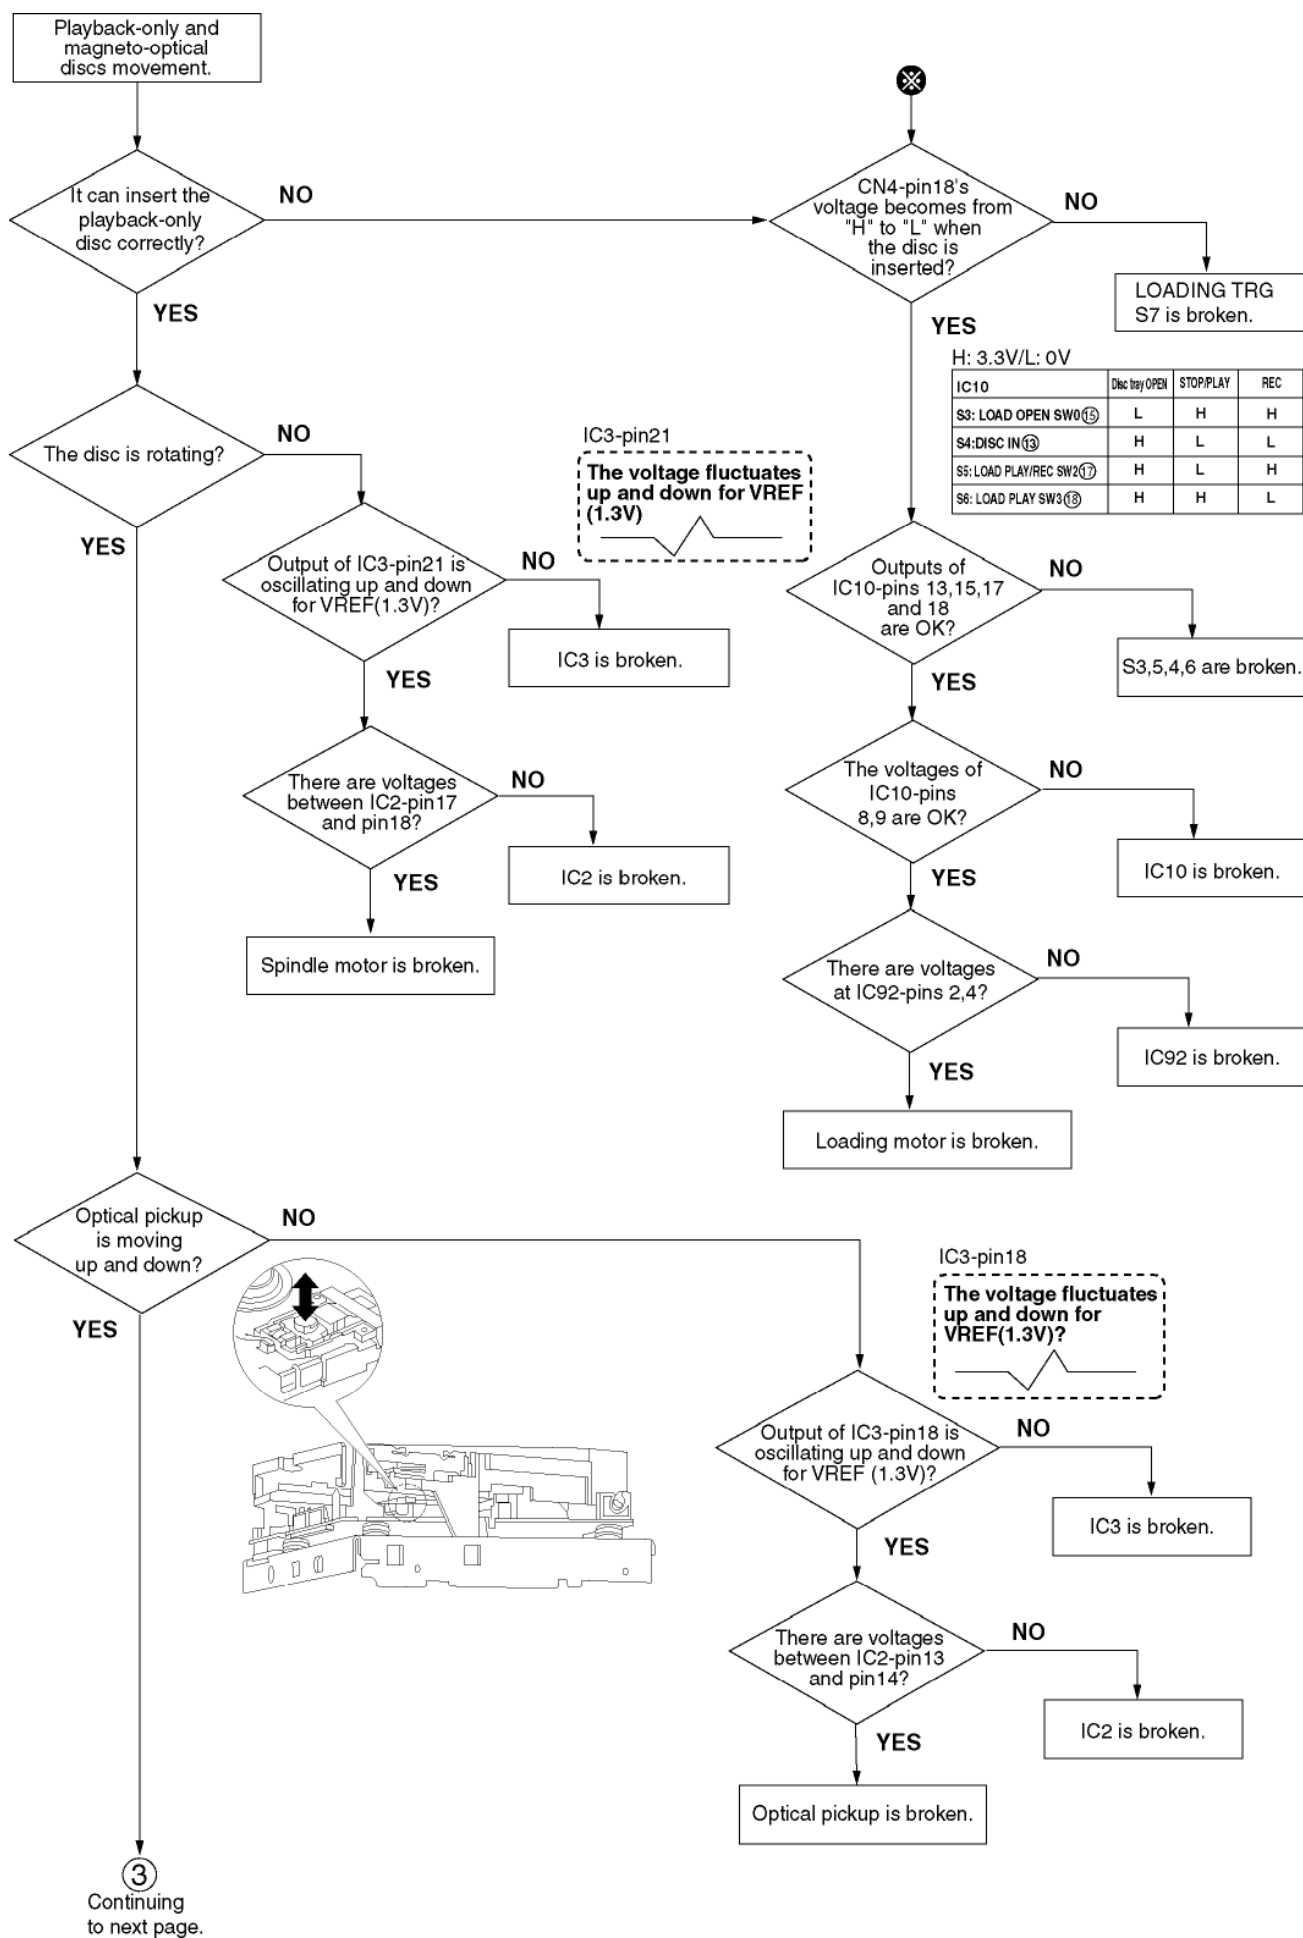 Playback-only and
magneto-optical
discs movement.
※
It can insert the
playback-only
disc correctly?
NO
YES
CN4-pin18's
voltage becomes from
"H" to "L" when
the disc is
inserted?
NO
LOADING TRG
S7 is broken.
YES
H: 3.3V/L: 0V
IC10 Disc tray OPEN STOP/PLAY REC
S3: LOAD OPEN SW0⑮ L H H
S4:DISC IN⑬ H L L
S5: LOAD PLAY/REC SW2⑰ H L H
S6: LOAD PLAY SW3⑱ H H L
The disc is rotating?
NO
YES
IC3-pin21
The voltage fluctuates
up and down for VREF
(1.3V)
Output of IC3-pin21 is
oscillating up and down
for VREF(1.3V)?
NO
IC3 is broken.
YES
There are voltages
between IC2-pin17
and pin18?
NO
IC2 is broken.
YES
Spindle motor is broken.
Outputs of
IC10-pins 13,15,17
and 18
are OK?
NO
S3,5,4,6 are broken.
YES
The voltages of
IC10-pins
8,9 are OK?
NO
IC10 is broken.
YES
There are voltages
at IC92-pins 2,4?
NO
IC92 is broken.
YES
Loading motor is broken.
Optical pickup
is moving
up and down?
NO
YES
IC3-pin18
The voltage fluctuates
up and down for
VREF(1.3V)?
Output of IC3-pin18 is
oscillating up and down
for VREF (1.3V)?
NO
IC3 is broken.
YES
There are voltages
between IC2-pin13
and pin14?
NO
IC2 is broken.
YES
Optical pickup is broken.
③
Continuing
to next page.